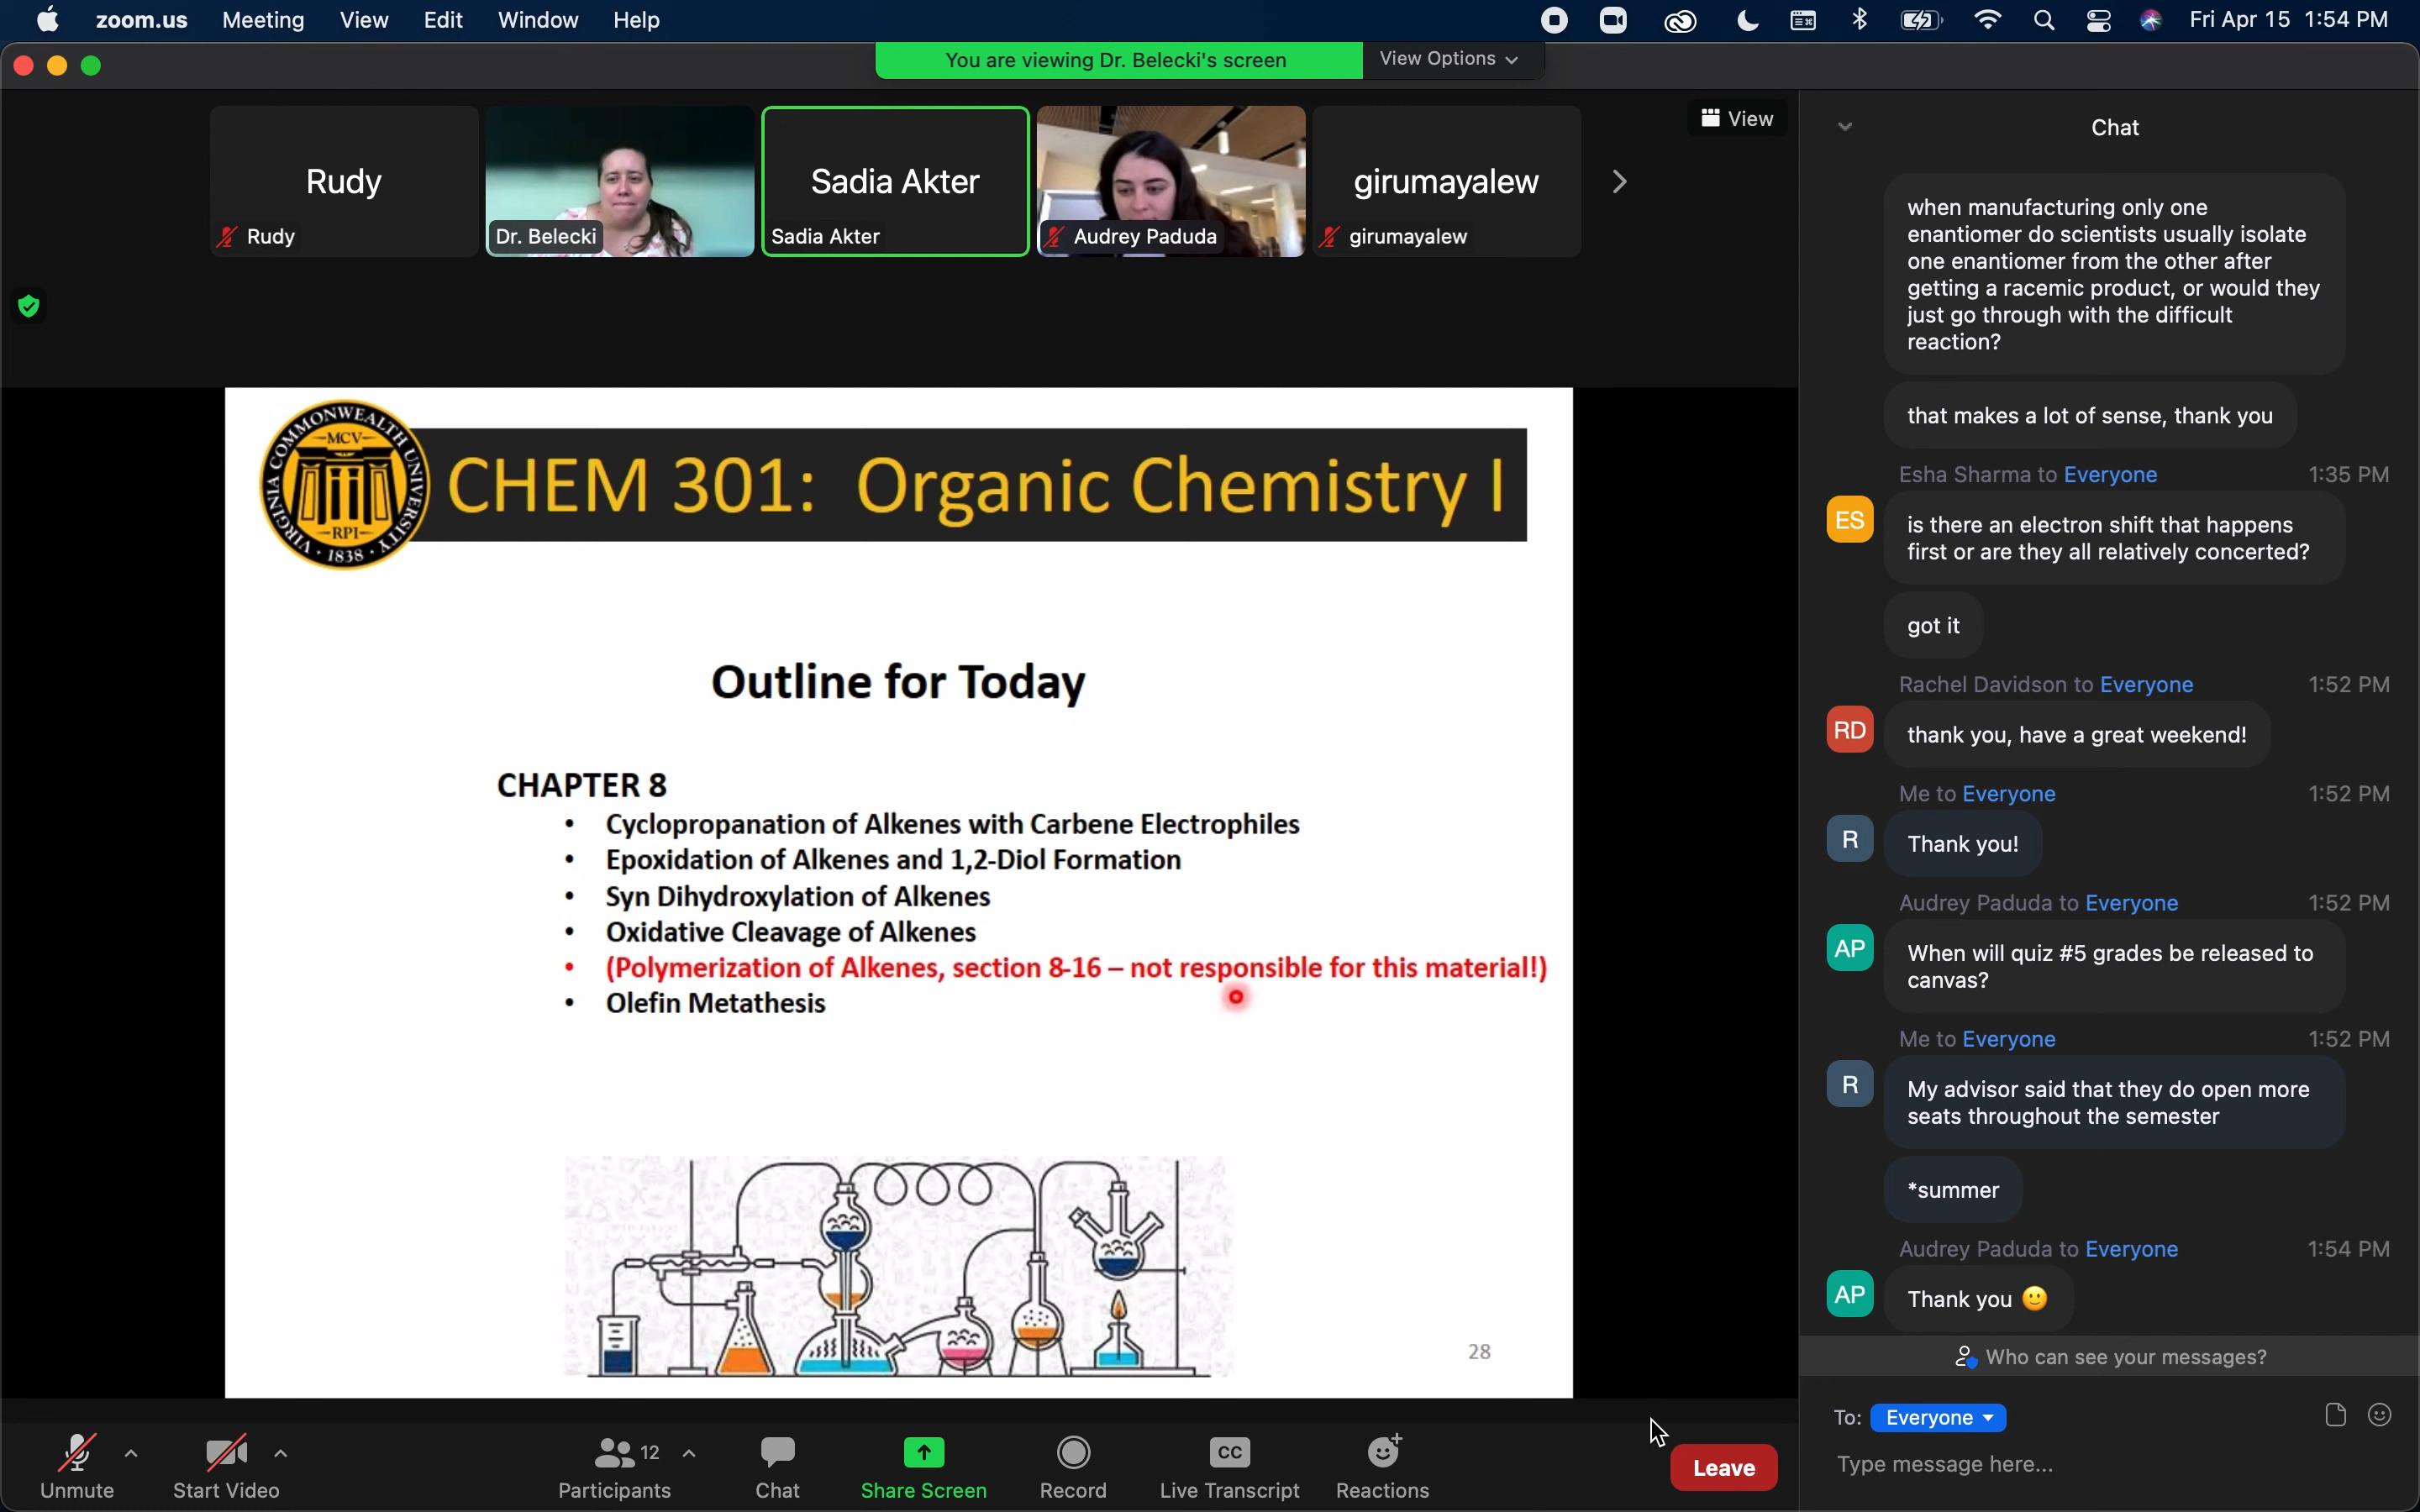 zoom.us Meeting View Edit Window Help Fri Apr 15 1:54 PM
You are viewing Dr. Belecki's screen View Options
Rudy
Rudy
Dr. Belecki
Sadia Akter
Sadia Akter
Audrey Paduda
girumayalew
girumayalew
View
VIRGINIA COMMONWEALTH UNIVERSITY
MCV
RPI
1838
CHEM 301: Organic Chemistry I
Outline for Today
CHAPTER 8
• Cyclopropanation of Alkenes with Carbene Electrophiles
• Epoxidation of Alkenes and 1,2-Diol Formation
• Syn Dihydroxylation of Alkenes
• Oxidative Cleavage of Alkenes
• (Polymerization of Alkenes, section 8-16 – not responsible for this material!)
• Olefin Metathesis
28
Chat
when manufacturing only one
enantiomer do scientists usually isolate
one enantiomer from the other after
getting a racemic product, or would they
just go through with the difficult
reaction?
that makes a lot of sense, thank you
Esha Sharma to Everyone 1:35 PM
ES
is there an electron shift that happens
first or are they all relatively concerted?
got it
Rachel Davidson to Everyone 1:52 PM
RD
thank you, have a great weekend!
Me to Everyone 1:52 PM
R
Thank you!
Audrey Paduda to Everyone 1:52 PM
AP
When will quiz #5 grades be released to
canvas?
Me to Everyone 1:52 PM
R
My advisor said that they do open more
seats throughout the semester
*summer
Audrey Paduda to Everyone 1:54 PM
AP
Thank you 🙂
Who can see your messages?
To: Everyone
Type message here...
Unmute
Start Video
12
Participants
Chat
Share Screen
Record
CC
Live Transcript
Reactions
Leave